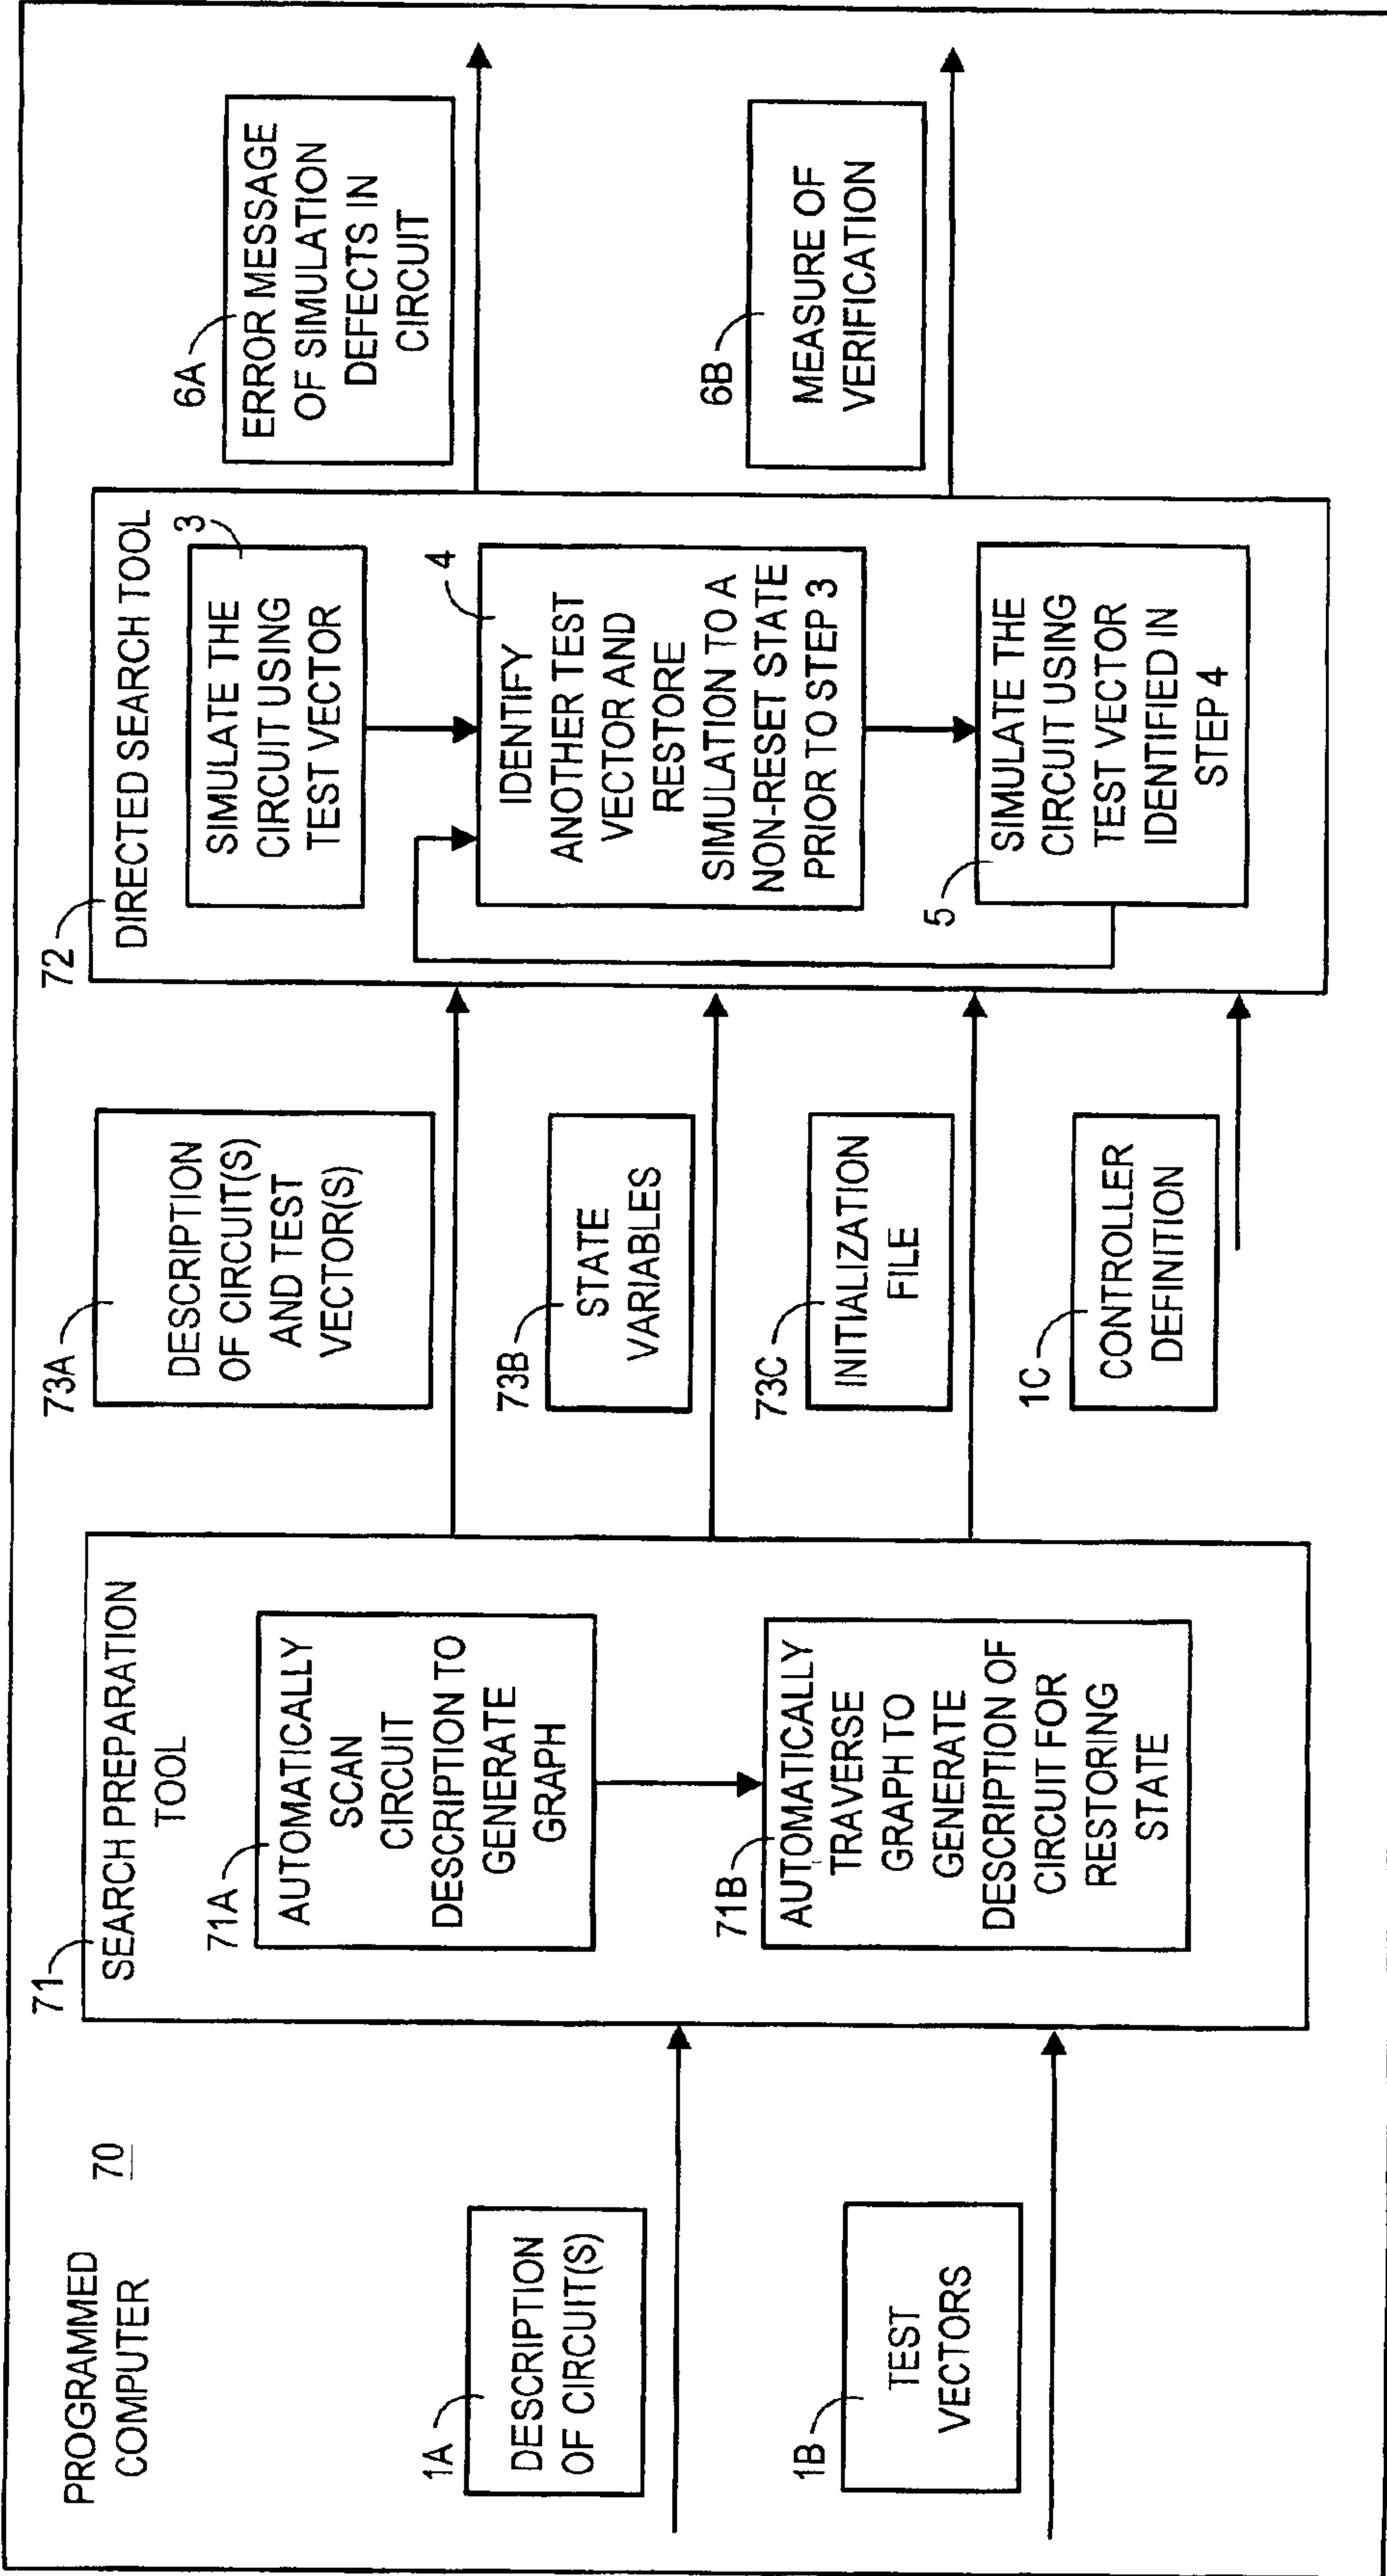 PROGRAMMED
COMPUTER
70
1A
DESCRIPTION
OF CIRCUIT(S)
1B
TEST
VECTORS
71
SEARCH PREPARATION
TOOL
71A
AUTOMATICALLY
SCAN
CIRCUIT
DESCRIPTION TO
GENERATE
GRAPH
71B
AUTOMATICALLY
TRAVERSE
GRAPH TO
GENERATE
DESCRIPTION OF
CIRCUIT FOR
RESTORING
STATE
73A
DESCRIPTION
OF CIRCUIT(S)
AND TEST
VECTOR(S)
73B
STATE
VARIABLES
73C
INITIALIZATION
FILE
1C
CONTROLLER
DEFINITION
72
DIRECTED SEARCH TOOL
3
SIMULATE THE
CIRCUIT USING
TEST VECTOR
4
IDENTIFY
ANOTHER TEST
VECTOR AND
RESTORE
SIMULATION TO A
NON-RESET STATE
PRIOR TO STEP 3
5
SIMULATE THE
CIRCUIT USING
TEST VECTOR
IDENTIFIED IN
STEP 4
6A
ERROR MESSAGE
OF SIMULATION
DEFECTS IN
CIRCUIT
6B
MEASURE OF
VERIFICATION